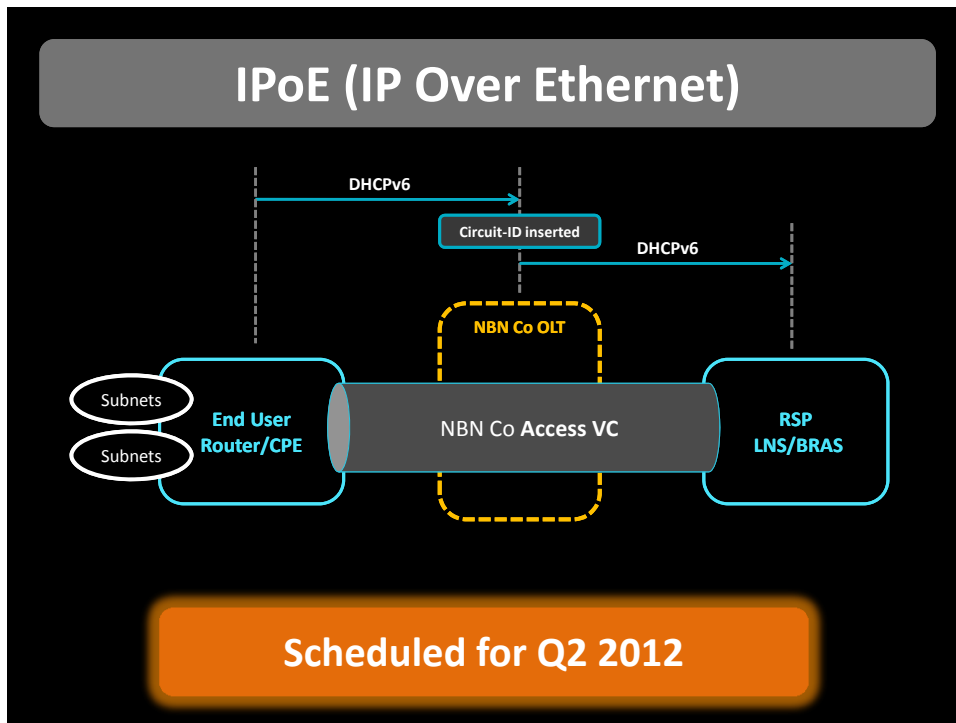 IPoE (IP Over Ethernet)
DHCPv6
Circuit-ID inserted
DHCPv6
NBN Co OLT
Subnets
Subnets
End User
Router/CPE
NBN Co Access VC
RSP
LNS/BRAS
Scheduled for Q2 2012